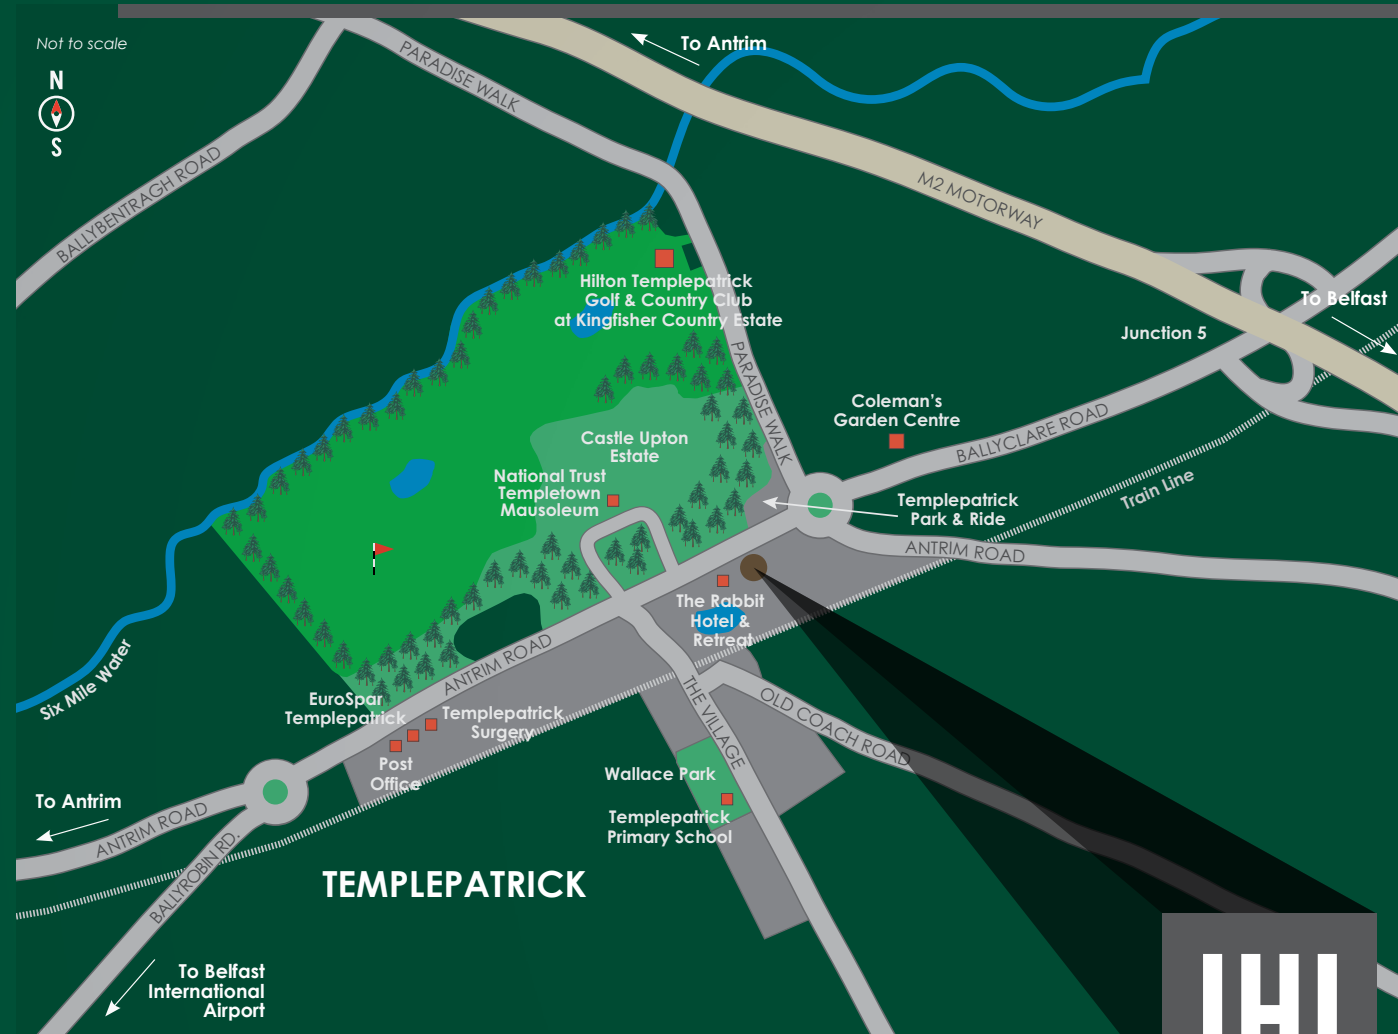 Not to scale
N
S
To Antrim
PARADISE WALK
BALLYBENTRAGH ROAD
M2 MOTORWAY
Hilton Templepatrick
Golf & Country Club
at Kingfisher Country Estate
To Belfast
Junction 5
PARADISE WALK
Coleman's
Garden Centre
BALLYCLARE ROAD
Castle Upton
Estate
National Trust
Templetown
Mausoleum
Train Line
Templepatrick
Park & Ride
ANTRIM ROAD
The Rabbit
Hotel &
Retreat
Six Mile Water
ANTRIM ROAD
THE VILLAGE
OLD COACH ROAD
EuroSpar
Templepatrick
Templepatrick
Surgery
Post
Office
Wallace Park
Templepatrick
Primary School
To Antrim
ANTRIM ROAD
BALLYROBIN RD.
TEMPLEPATRICK
To Belfast
International
Airport